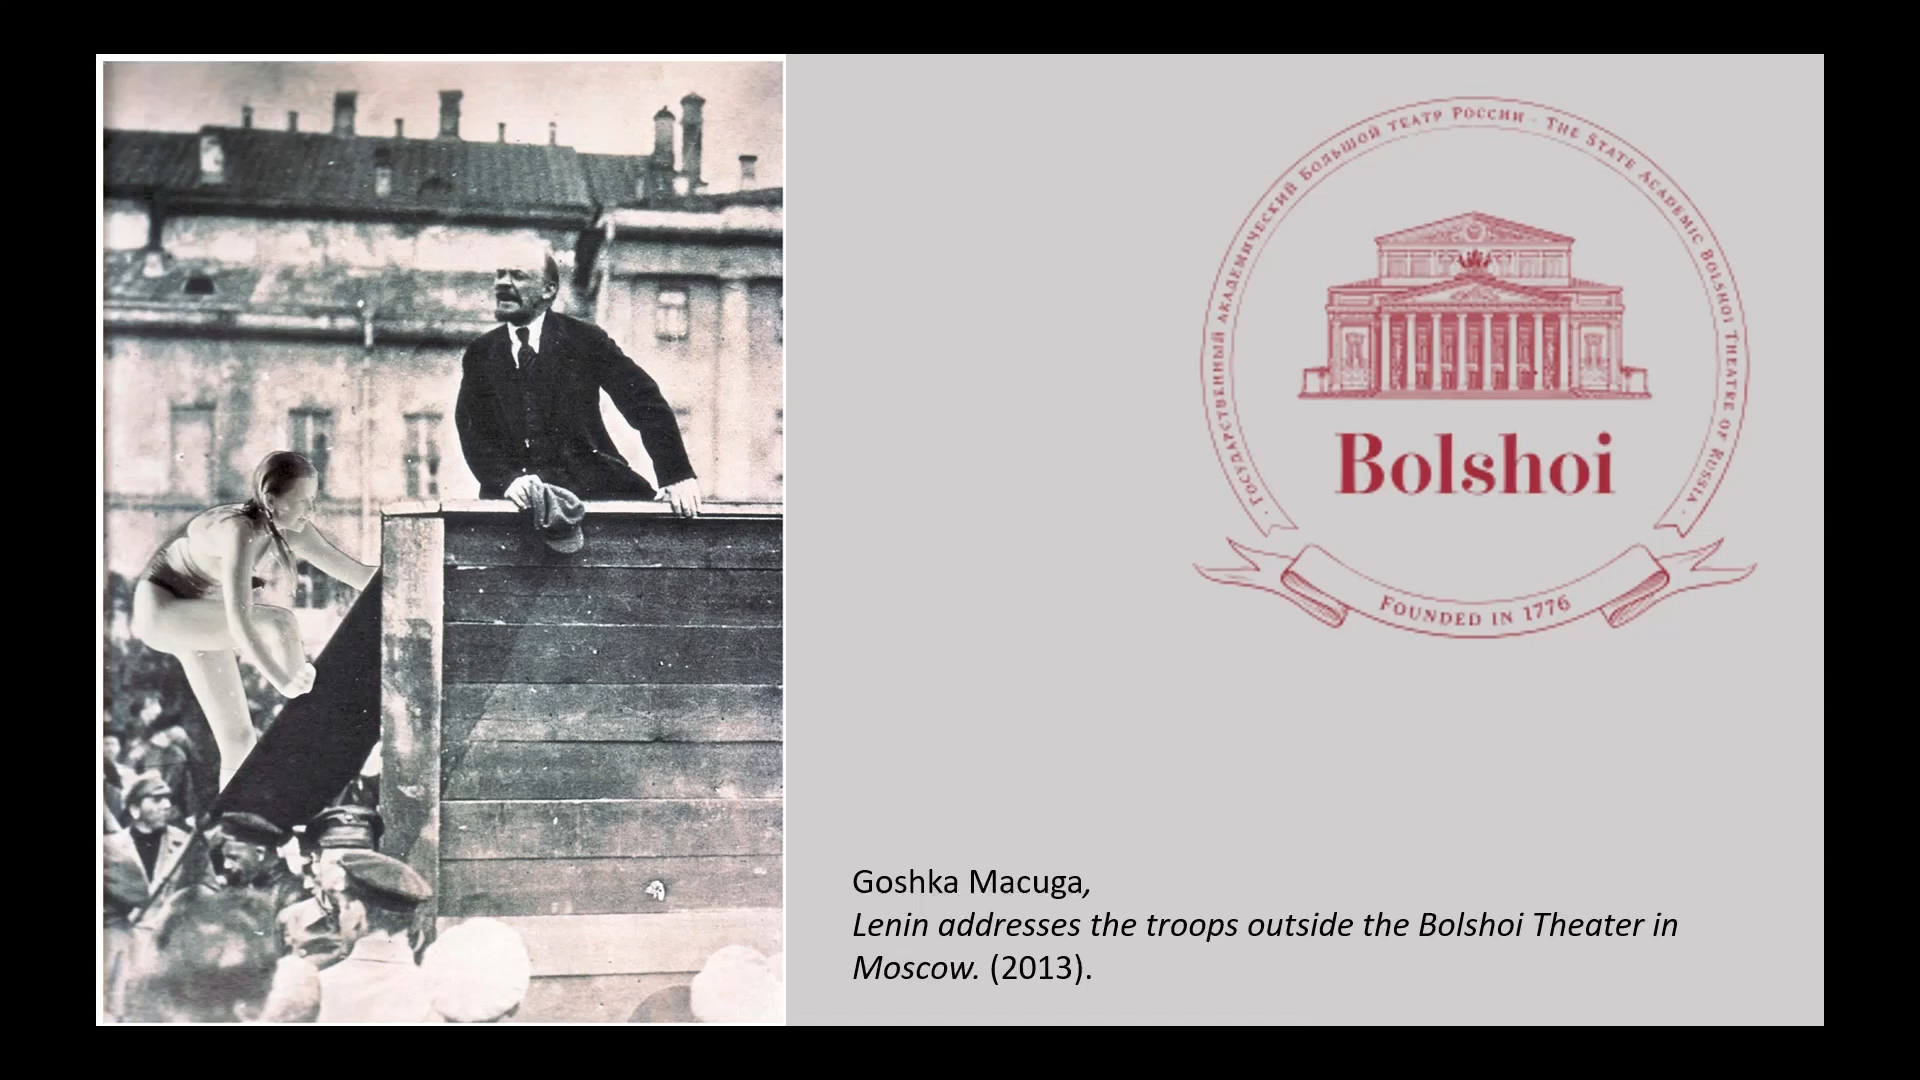 · Государственный академический Большой театр России · The State Academic Bolshoi Theatre of Russia ·
Bolshoi
Founded in 1776
Goshka Macuga,
Lenin addresses the troops outside the Bolshoi Theater in
Moscow. (2013).